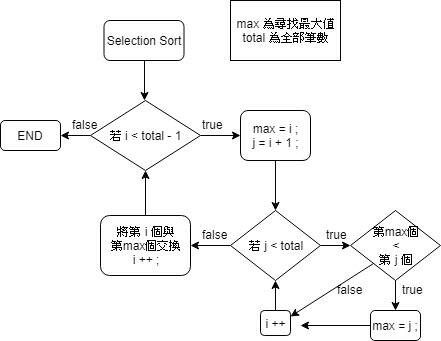 max 為尋找最大值
total 為全部筆數
Selection Sort
false
true
END
若 i < total - 1
max = i ;
j = i + 1 ;
將第 i 個與
第max個交換
i ++ ;
false
若 j < total
true
第max個
<
第 j 個
false
true
i ++
max = j ;